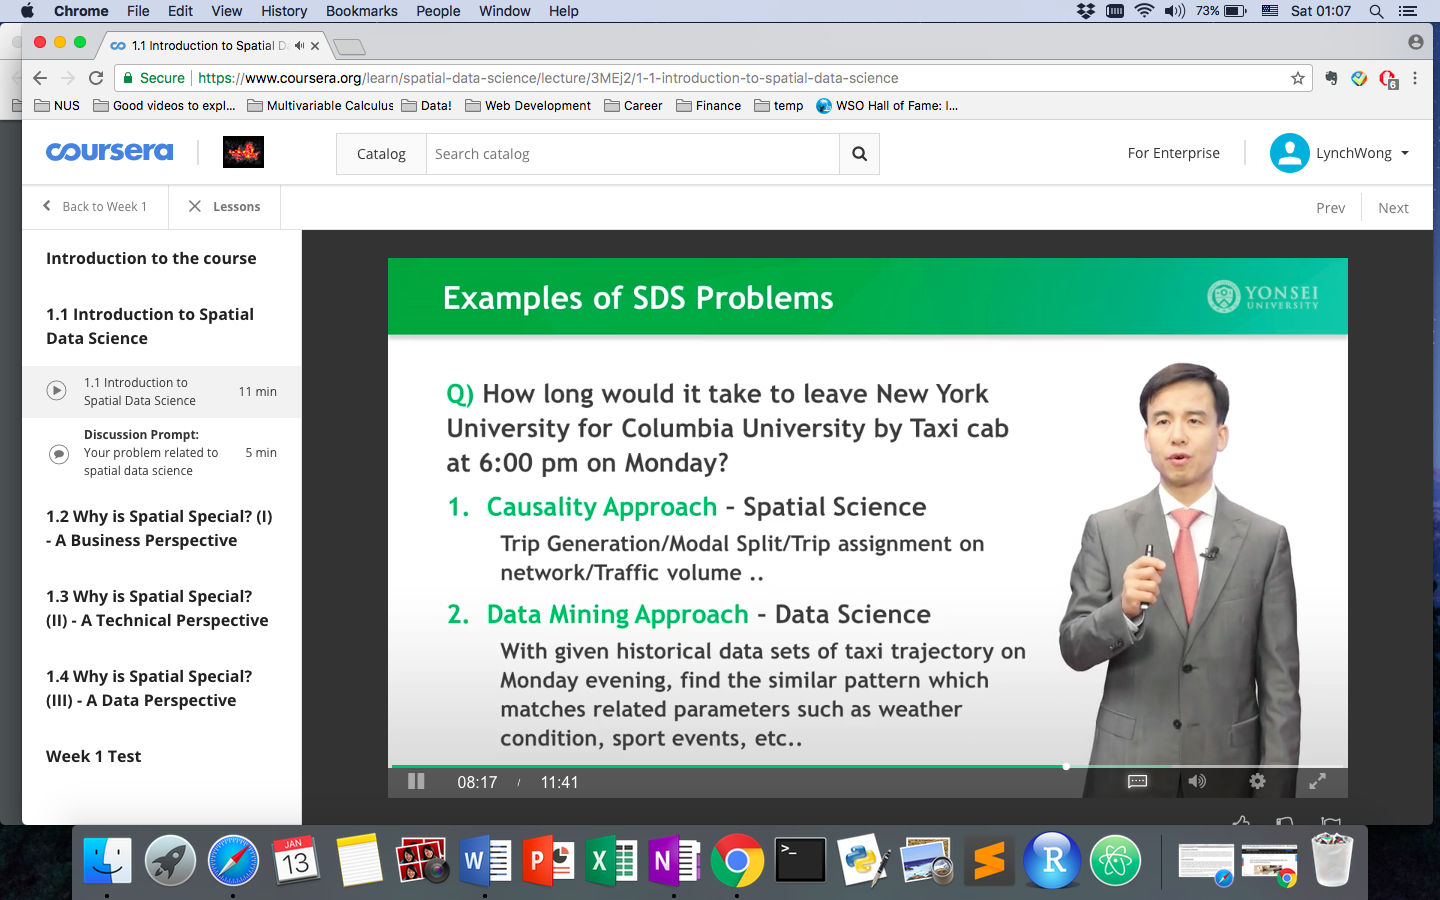 Chrome File Edit View History Bookmarks People Window Help 73% Sat 01:07
1.1 Introduction to Spatial Da
Secure https://www.coursera.org/learn/spatial-data-science/lecture/3MEj2/1-1-introduction-to-spatial-data-science
6
NUS Good videos to expl... Multivariable Calculus Data! Web Development Career Finance temp WSO Hall of Fame: I...
coursera Catalog Search catalog For Enterprise LynchWong
Back to Week 1 Lessons Prev Next
Introduction to the course
1.1 Introduction to Spatial
Data Science
1.1 Introduction to
Spatial Data Science
11 min
Discussion Prompt:
Your problem related to
spatial data science
5 min
1.2 Why is Spatial Special? (I)
- A Business Perspective
1.3 Why is Spatial Special?
(II) - A Technical Perspective
1.4 Why is Spatial Special?
(III) - A Data Perspective
Week 1 Test
Examples of SDS Problems
YONSEI
UNIVERSITY
Q) How long would it take to leave New York
University for Columbia University by Taxi cab
at 6:00 pm on Monday?
1. Causality Approach – Spatial Science
Trip Generation/Modal Split/Trip assignment on
network/Traffic volume ..
2. Data Mining Approach – Data Science
With given historical data sets of taxi trajectory on
Monday evening, find the similar pattern which
matches related parameters such as weather
condition, sport events, etc..
08:17 / 11:41
JAN
13
W
P
X
N
>_
S
R